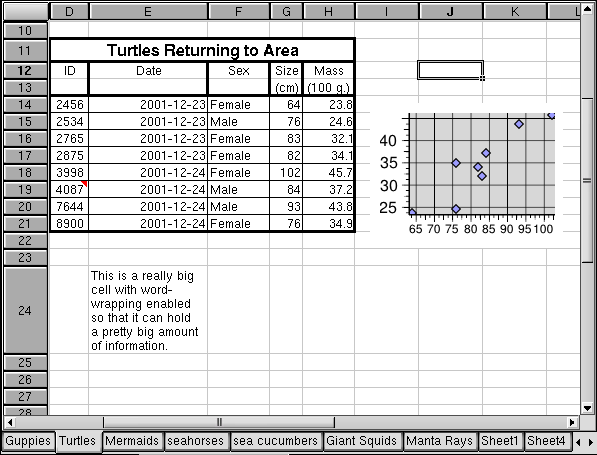 D E F G H I J K L
10
11 Turtles Returning to Area
12 ID Date Sex Size Mass
13 (cm) (100 g.)
14 2456 2001-12-23 Female 64 23.8
15 2534 2001-12-23 Male 76 24.6
16 2765 2001-12-23 Female 83 32.1
17 2875 2001-12-23 Female 82 34.1
18 3998 2001-12-24 Female 102 45.7
19 4087 2001-12-24 Male 84 37.2
20 7644 2001-12-24 Male 93 43.8
21 8900 2001-12-24 Female 76 34.9
40
35
30
25
65 70 75 80 85 90 95 100
22
23
24
This is a really big
cell with word-
wrapping enabled
so that it can hold
a pretty big amount
of information.
25
26
27
28
Guppies Turtles Mermaids seahorses sea cucumbers Giant Squids Manta Rays Sheet1 Sheet4